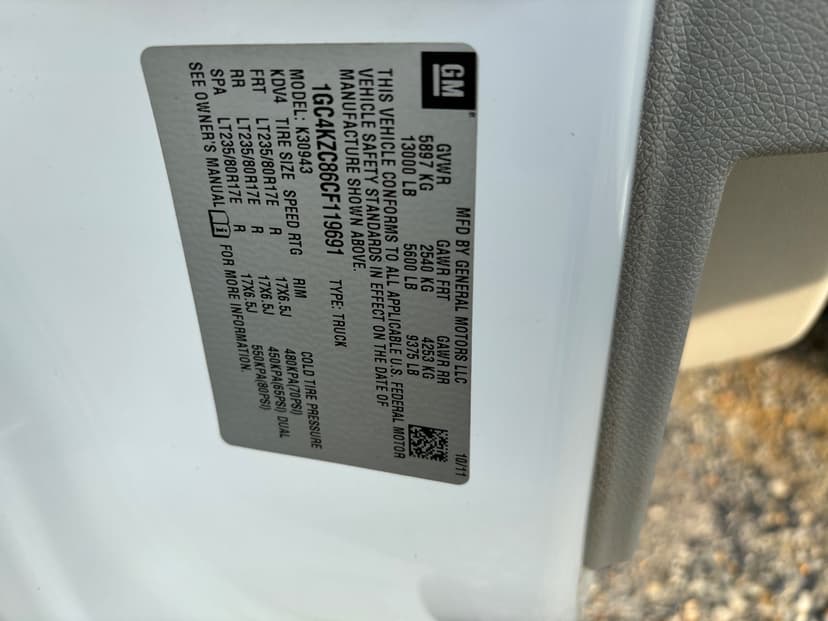 GM
MFD BY GENERAL MOTORS LLC 10/11
GVWR GAWR FRT GAWR RR
5897 KG 2540 KG 4253 KG
13000 LB 5600 LB 9375 LB
THIS VEHICLE CONFORMS TO ALL APPLICABLE U.S. FEDERAL MOTOR
VEHICLE SAFETY STANDARDS IN EFFECT ON THE DATE OF
MANUFACTURE SHOWN ABOVE.
1GC4KZC86CF119691 TYPE: TRUCK
MODEL: K30943
COLD TIRE PRESSURE
KDV4 TIRE SIZE SPEED RTG RIM
FRT LT235/80R17E R 17X6.5J 480KPA(70PSI)
RR LT235/80R17E R 17X6.5J 450KPA(65PSI) DUAL
SPA LT235/80R17E R 17X6.5J 550KPA(80PSI)
SEE OWNER'S MANUAL FOR MORE INFORMATION.